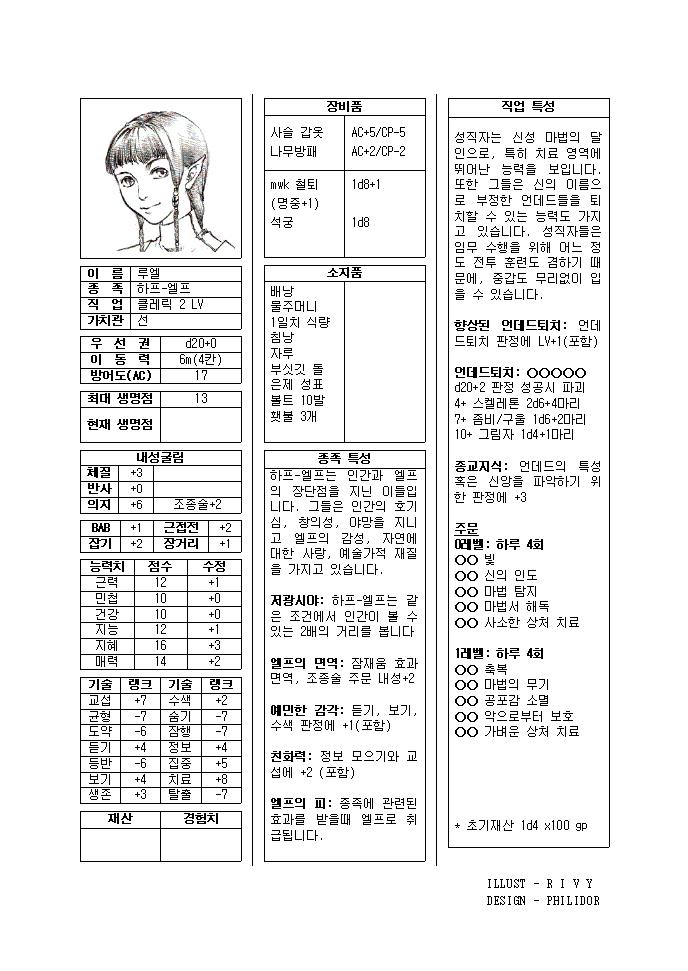 이 름 루엘
종 족 하프-엘프
직 업 클레릭 2 LV
가치관 선
우 선 권 d20+0
이 동 력 6m(4칸)
방어도(AC) 17
최대 생명점 13
현재 생명점
내성굴림
체질 +3
반사 +0
의지 +6 조종술+2
BAB +1 근접전 +2
잡기 +2 장거리 +1
능력치 점수 수정
근력 12 +1
민첩 10 +0
건강 10 +0
지능 12 +1
지혜 16 +3
매력 14 +2
기술 랭크 기술 랭크
교섭 +7 수색 +2
균형 -7 숨기 -7
도약 -6 잠행 -7
듣기 +4 정보 +4
등반 -6 집중 +5
보기 +4 치료 +8
생존 +3 탈출 -7
재산 경험치
장비품
사슬 갑옷 AC+5/CP-5
나무방패 AC+2/CP-2
mwk 철퇴 1d8+1
(명중+1)
석궁 1d8
소지품
배낭
물주머니
1일치 식량
침낭
자루
부싯깃 돌
은제 성표
볼트 10발
횃불 3개
종족 특성
하프-엘프는 인간과 엘프
의 장단점을 지닌 이들입
니다. 그들은 인간의 호기
심, 창의성, 야망을 지니
고 엘프의 감성, 자연에
대한 사랑, 예술가적 재질
을 가지고 있습니다.
저광시야: 하프-엘프는 같
은 조건에서 인간이 볼 수
있는 2배의 거리를 봅니다
엘프의 면역: 잠재움 효과
면역, 조종술 주문 내성+2
예민한 감각: 듣기, 보기,
수색 판정에 +1(포함)
친화력: 정보 모으기와 교
섭에 +2 (포함)
엘프의 피: 종족에 관련된
효과를 받을때 엘프로 취
급됩니다.
직업 특성
성직자는 신성 마법의 달
인으로, 특히 치료 영역에
뛰어난 능력을 보입니다.
또한 그들은 신의 이름으
로 부정한 언데드들을 퇴
치할 수 있는 능력도 가지
고 있습니다. 성직자들은
임무 수행을 위해 어느 정
도 전투 훈련도 겸하기 때
문에, 중갑도 무리없이 입
을 수 있습니다.
향상된 언데드퇴치: 언데
드퇴치 판정에 LV+1(포함)
언데드퇴치: ○○○○○
d20+2 판정 성공시 파괴
4+ 스켈레톤 2d6+4마리
7+ 좀비/구울 1d6+2마리
10+ 그림자 1d4+1마리
종교지식: 언데드의 특성
혹은 신앙을 파악하기 위
한 판정에 +3
주문
0레벨: 하루 4회
○○ 빛
○○ 신의 인도
○○ 마법 탐지
○○ 마법서 해독
○○ 사소한 상처 치료
1레벨: 하루 4회
○○ 축복
○○ 마법의 무기
○○ 공포감 소멸
○○ 악으로부터 보호
○○ 가벼운 상처 치료
* 초기재산 1d4 x100 gp
ILLUST - R I V Y
DESIGN - PHILIDOR